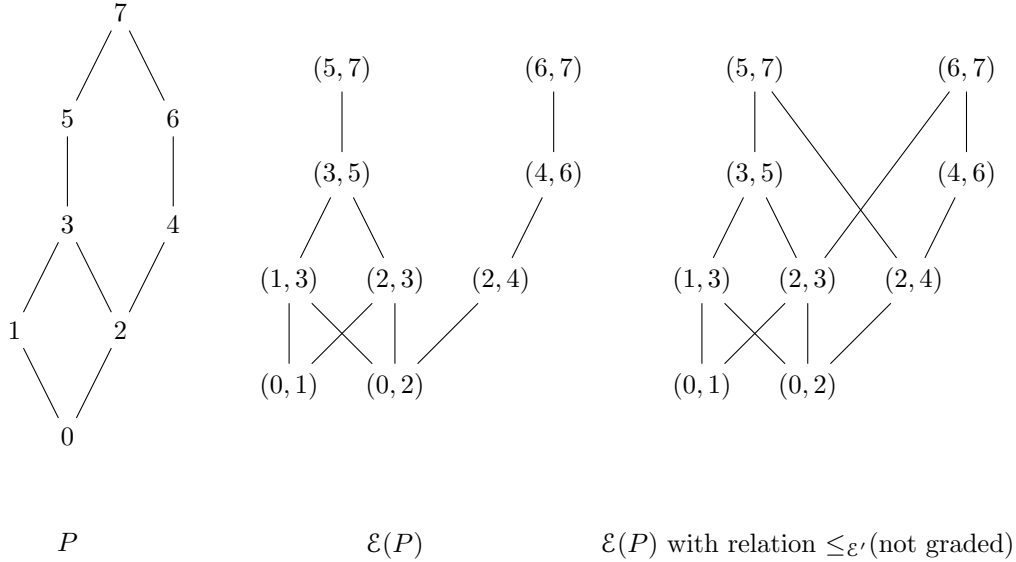 7
(5, 7) (6, 7) (5, 7) (6, 7)
5 6
(3, 5) (4, 6) (3, 5) (4, 6)
3 4
(1, 3) (2, 3) (2, 4) (1, 3) (2, 3) (2, 4)
1 2
(0, 1) (0, 2) (0, 1) (0, 2)
0
P ℰ(P) ℰ(P) with relation ≤ℰ′(not graded)